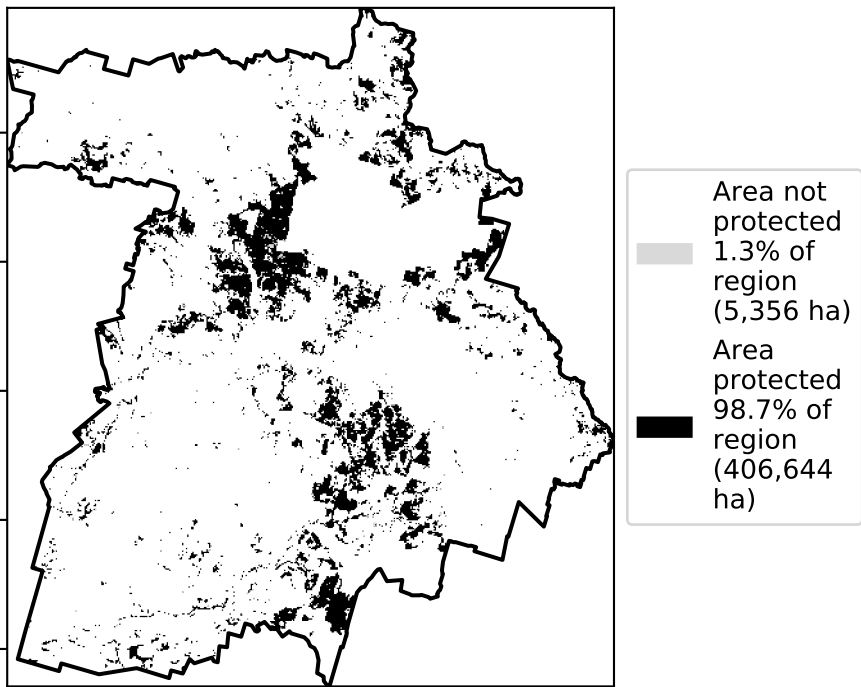 Area not
protected
1.3% of
region
(5,356 ha)
Area
protected
98.7% of
region
(406,644
ha)